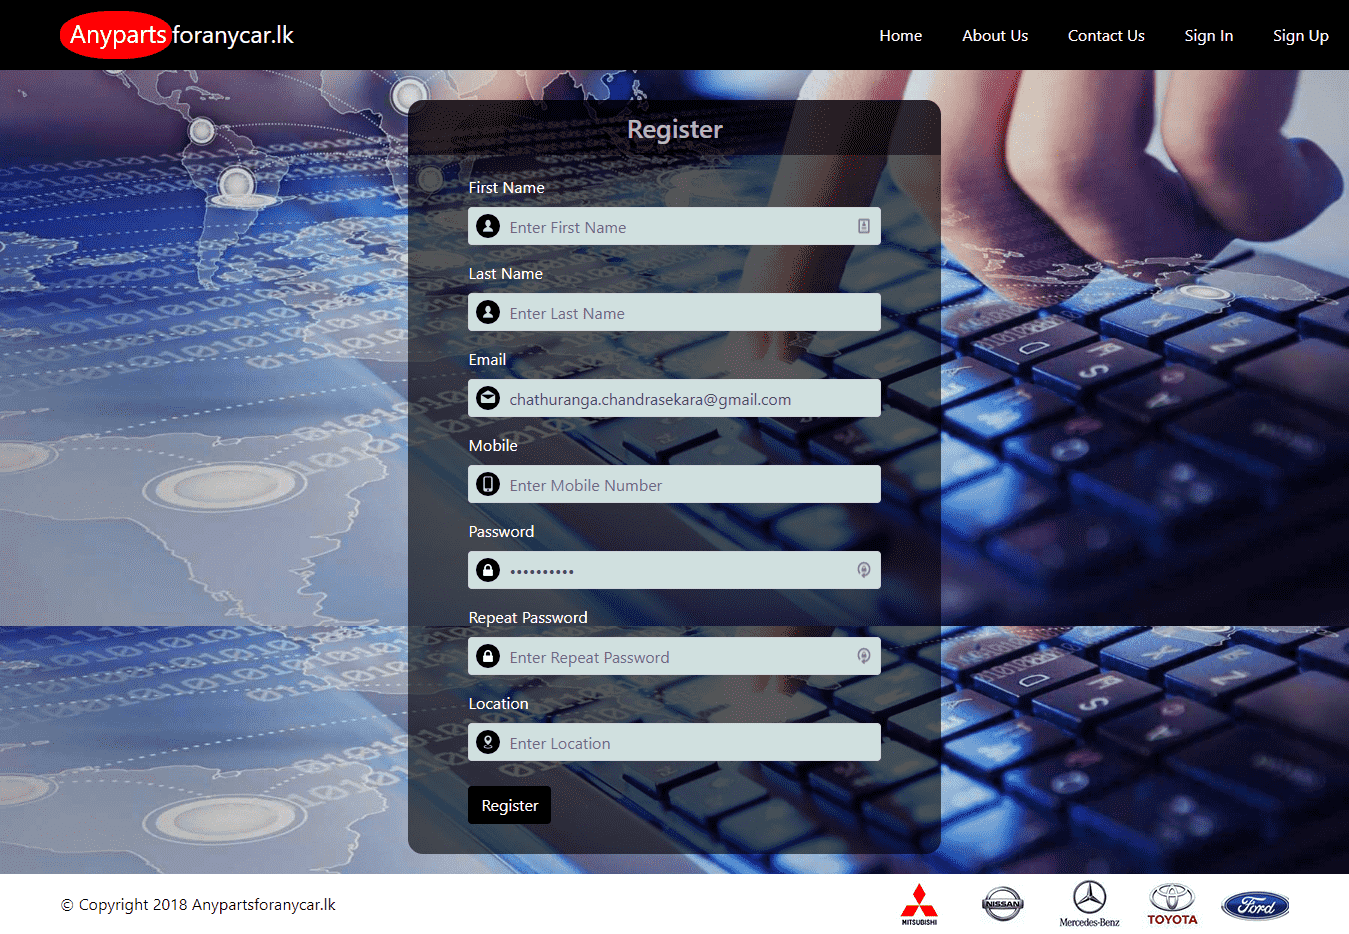 Anypartsforanycar.lk
Home About Us Contact Us Sign In Sign Up
Register
First Name
Enter First Name
Last Name
Enter Last Name
Email
chathuranga.chandrasekara@gmail.com
Mobile
Enter Mobile Number
Password
••••••••••
Repeat Password
Enter Repeat Password
Location
Enter Location
Register
© Copyright 2018 Anypartsforanycar.lk
MITSUBISHI
NISSAN
Mercedes-Benz
TOYOTA
Ford